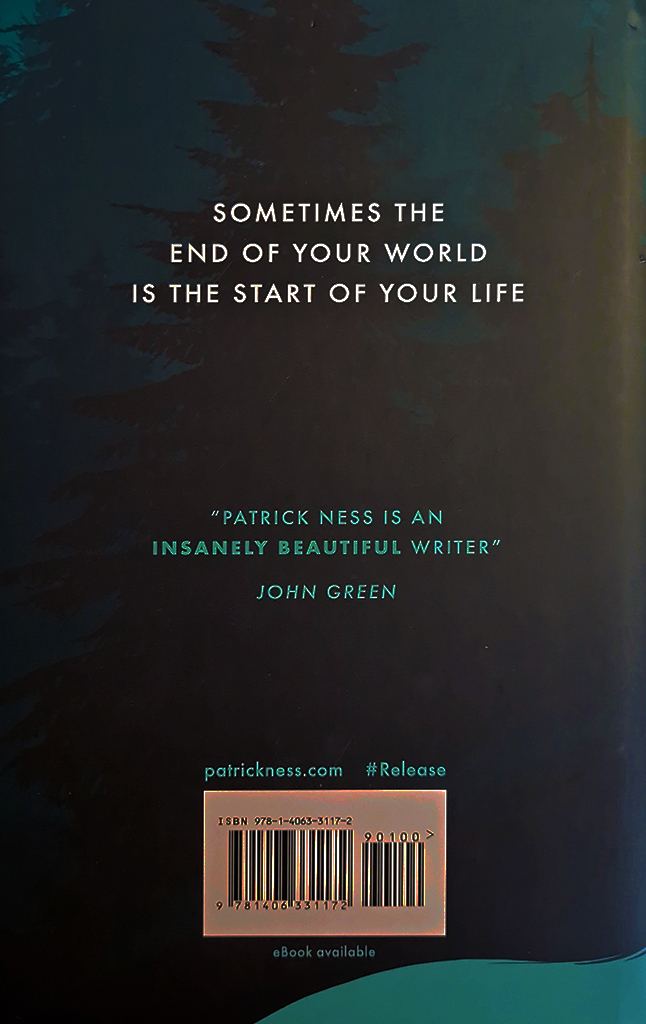 SOMETIMES THE
END OF YOUR WORLD
IS THE START OF YOUR LIFE
"PATRICK NESS IS AN
INSANELY BEAUTIFUL WRITER"
JOHN GREEN
patrickness.com #Release
ISBN 978-1-4063-3117-2
90100>
9 781406 331172
eBook available